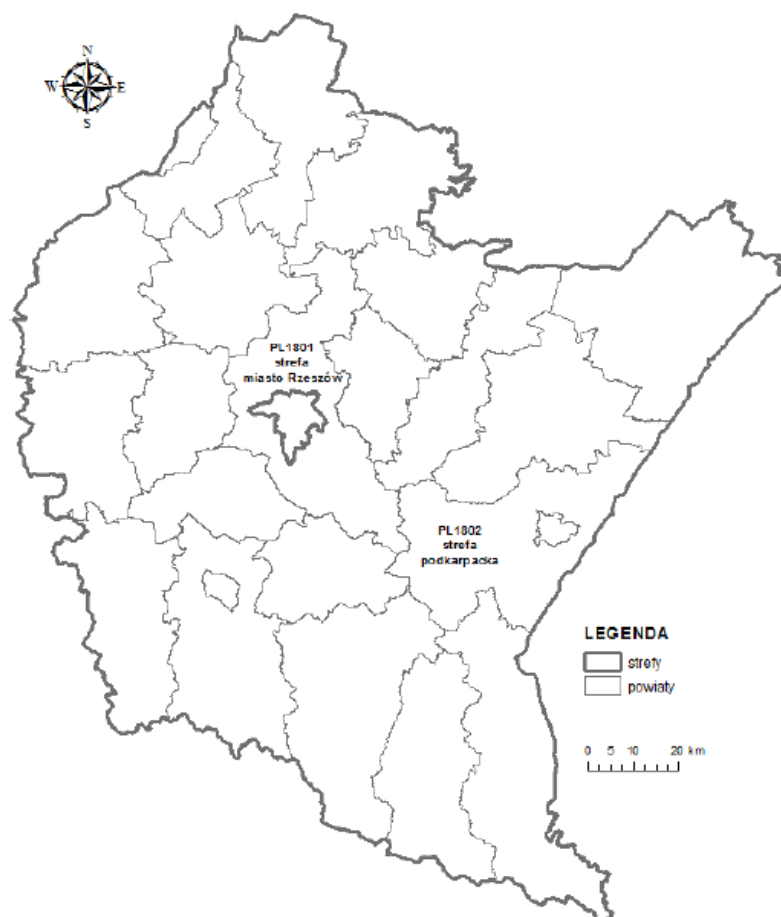 N
W E
S
PL1801
strefa
miasto Rzeszów
PL1802
strefa
podkarpacka
LEGENDA
strefy
powiaty
0 5 10 20 km